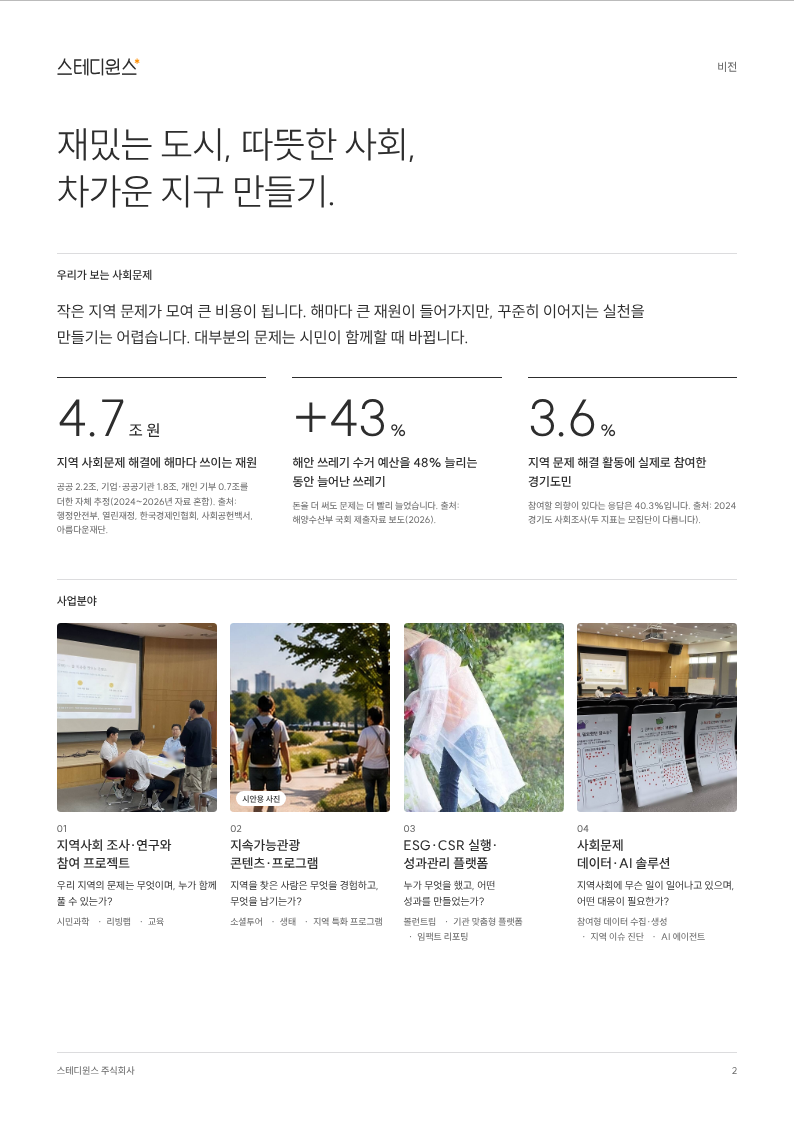 스테디원스
비전
재밌는 도시, 따뜻한 사회,
차가운 지구 만들기.
우리가 보는 사회문제
작은 지역 문제가 모여 큰 비용이 됩니다. 해마다 큰 재원이 들어가지만, 꾸준히 이어지는 실천을
만들기는 어렵습니다. 대부분의 문제는 시민이 함께할 때 바뀝니다.
4.7 조 원
지역 사회문제 해결에 해마다 쓰이는 재원
공공 2.2조, 기업·공공기관 1.8조, 개인 기부 0.7조를
더한 자체 추정(2024~2026년 자료 혼합). 출처:
행정안전부, 열린재정, 한국경제인협회, 사회공헌백서,
아름다운재단.
+43 %
해안 쓰레기 수거 예산을 48% 늘리는
동안 늘어난 쓰레기
돈을 더 써도 문제는 더 빨리 늘었습니다. 출처:
해양수산부 국회 제출자료 보도(2026).
3.6 %
지역 문제 해결 활동에 실제로 참여한
경기도민
참여할 의향이 있다는 응답은 40.3%입니다. 출처: 2024
경기도 사회조사(두 지표는 모집단이 다릅니다).
사업분야
시안용 사진
01
지역사회 조사·연구와
참여 프로젝트
우리 지역의 문제는 무엇이며, 누가 함께
풀 수 있는가?
시민과학 · 리빙랩 · 교육
02
지속가능관광
콘텐츠·프로그램
지역을 찾은 사람은 무엇을 경험하고,
무엇을 남기는가?
소셜투어 · 생태 · 지역 특화 프로그램
03
ESG·CSR 실행·
성과관리 플랫폼
누가 무엇을 했고, 어떤
성과를 만들었는가?
볼런트립 · 기관 맞춤형 플랫폼
· 임팩트 리포팅
04
사회문제
데이터·AI 솔루션
지역사회에 무슨 일이 일어나고 있으며,
어떤 대응이 필요한가?
참여형 데이터 수집·생성
· 지역 이슈 진단 · AI 에이전트
스테디원스 주식회사
2